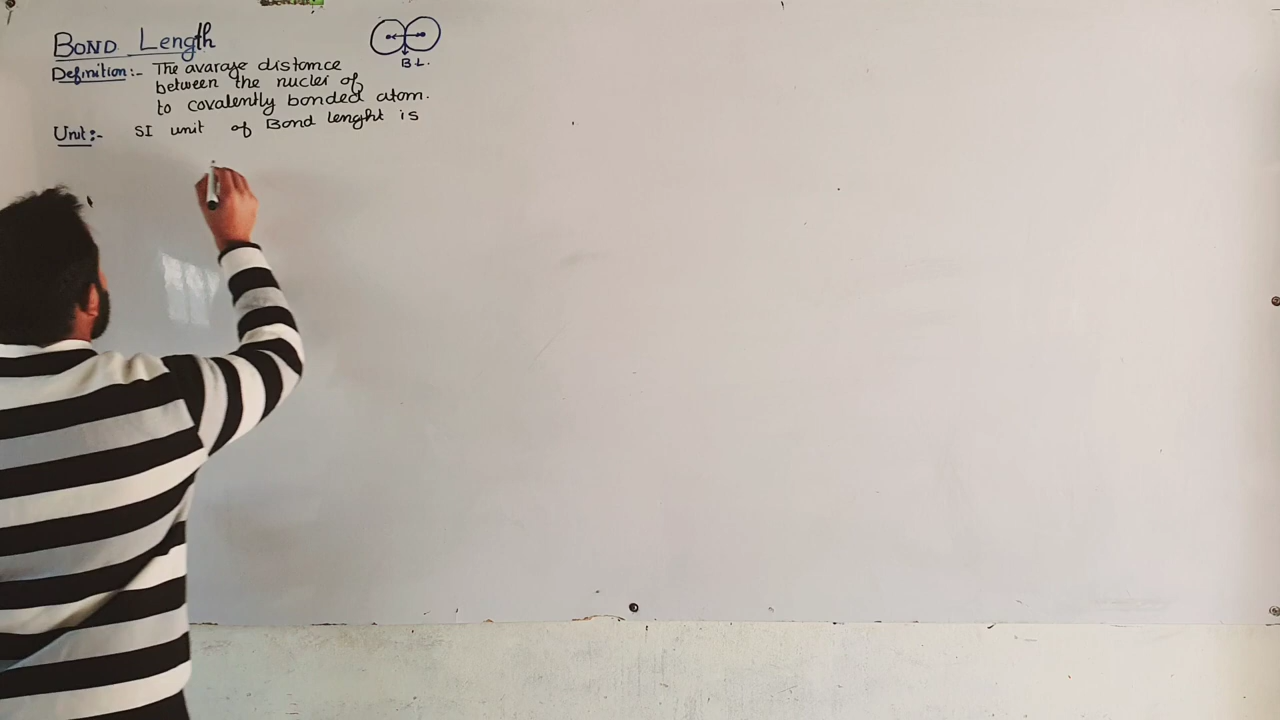 BOND Length
B L.
Definition:- The avarage distance
between the nuclei of
to covalently bonded atom.
Unit:- SI unit of Bond lenght is